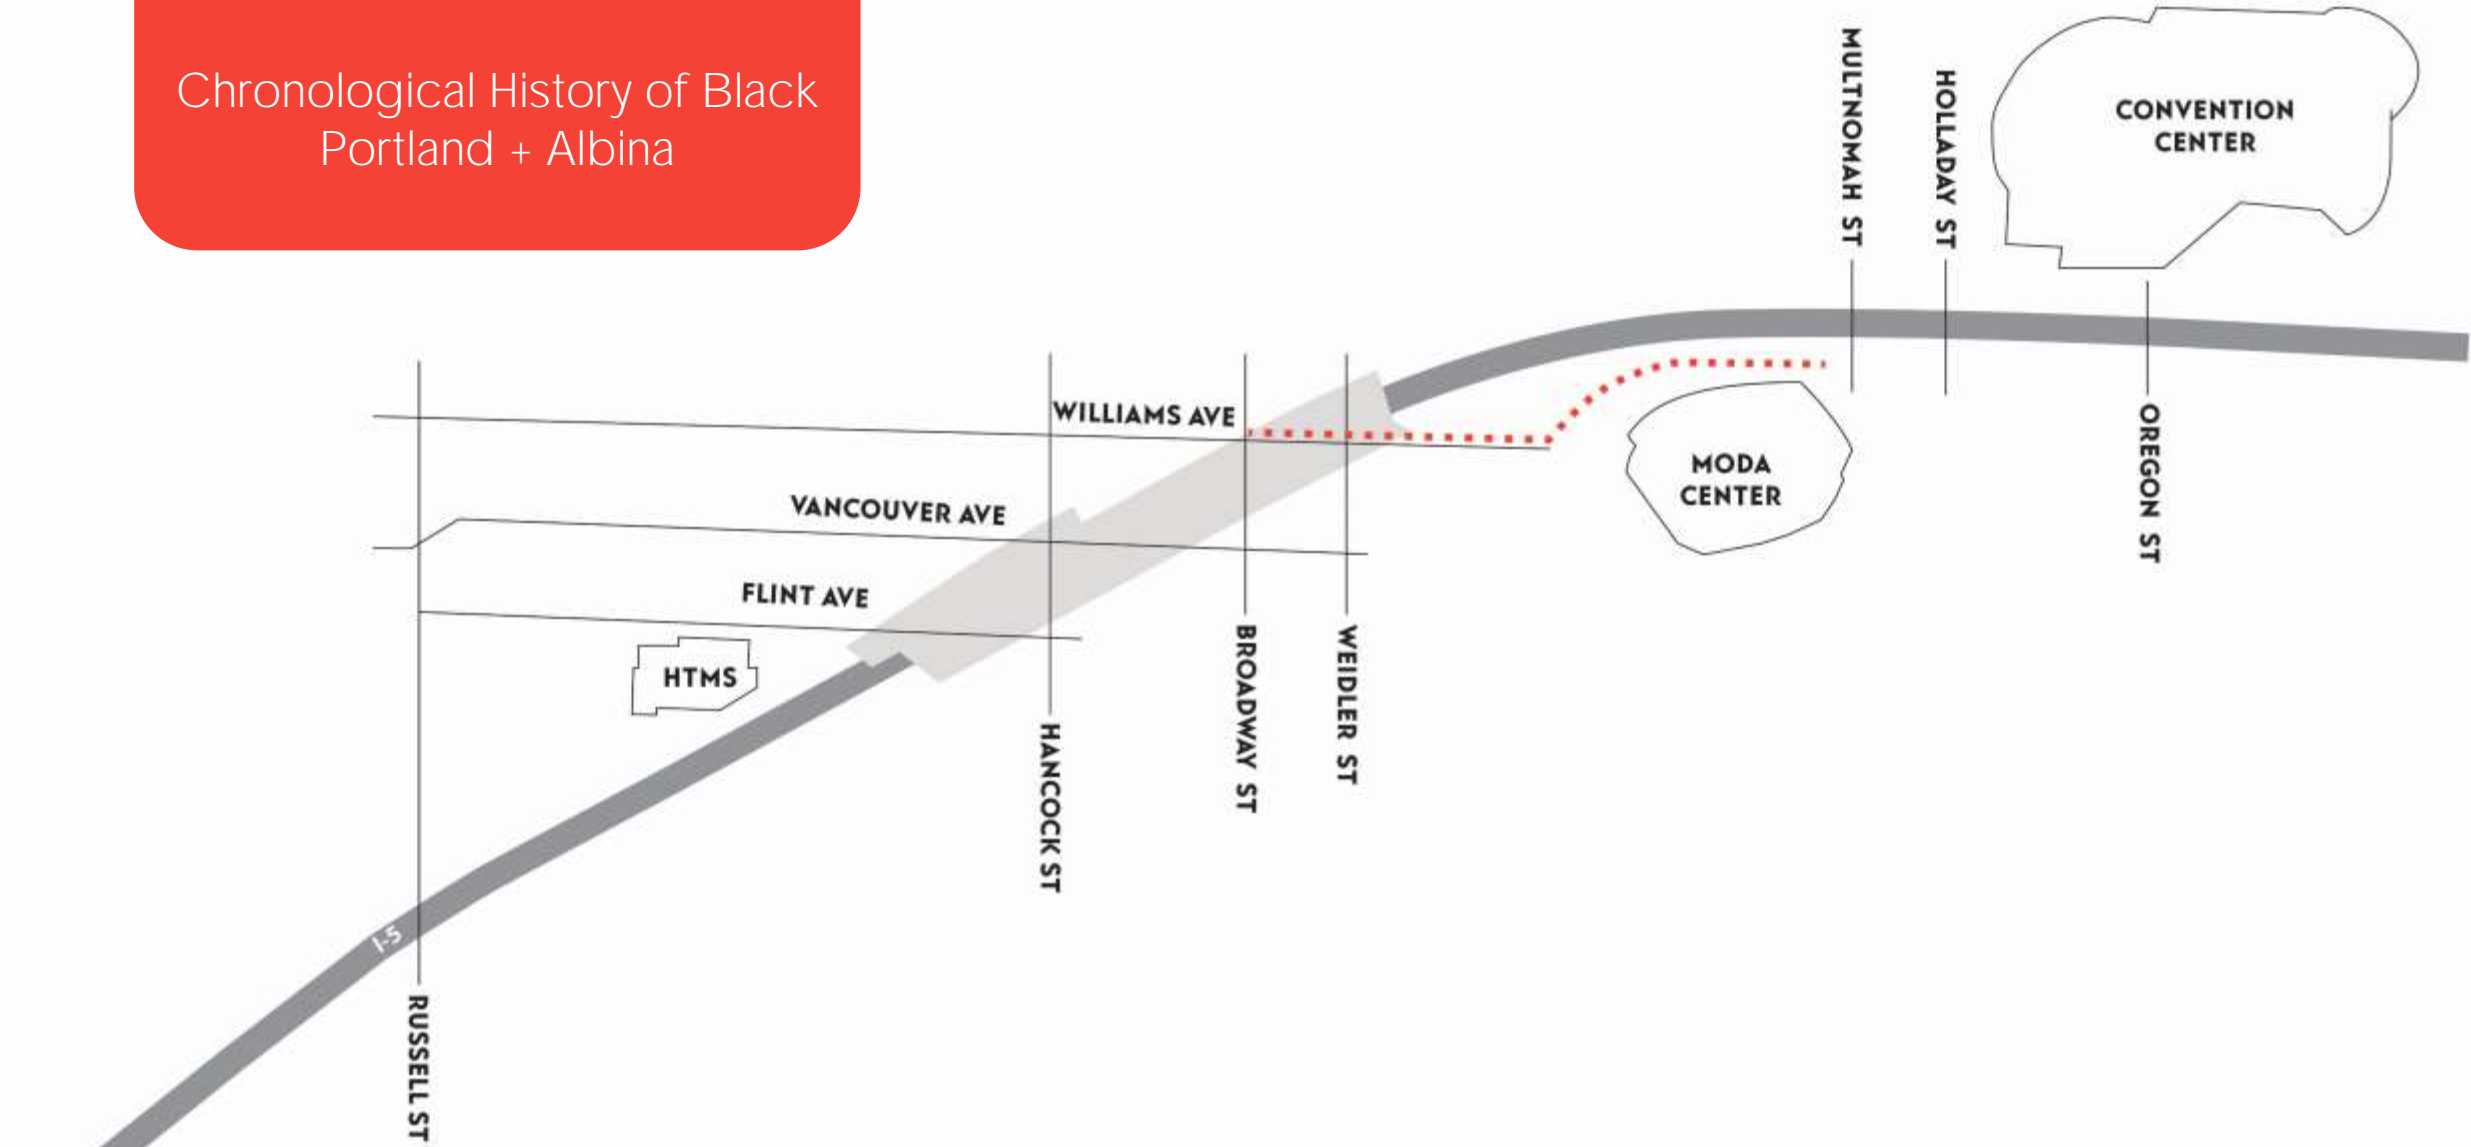 Chronological History of Black
Portland + Albina
MULTNOMAH ST
HOLLADAY ST
CONVENTION
CENTER
WILLIAMS AVE
VANCOUVER AVE
FLINT AVE
HTMS
MODA
CENTER
OREGON ST
BROADWAY ST
WEIDLER ST
HANCOCK ST
I-5
RUSSELL ST